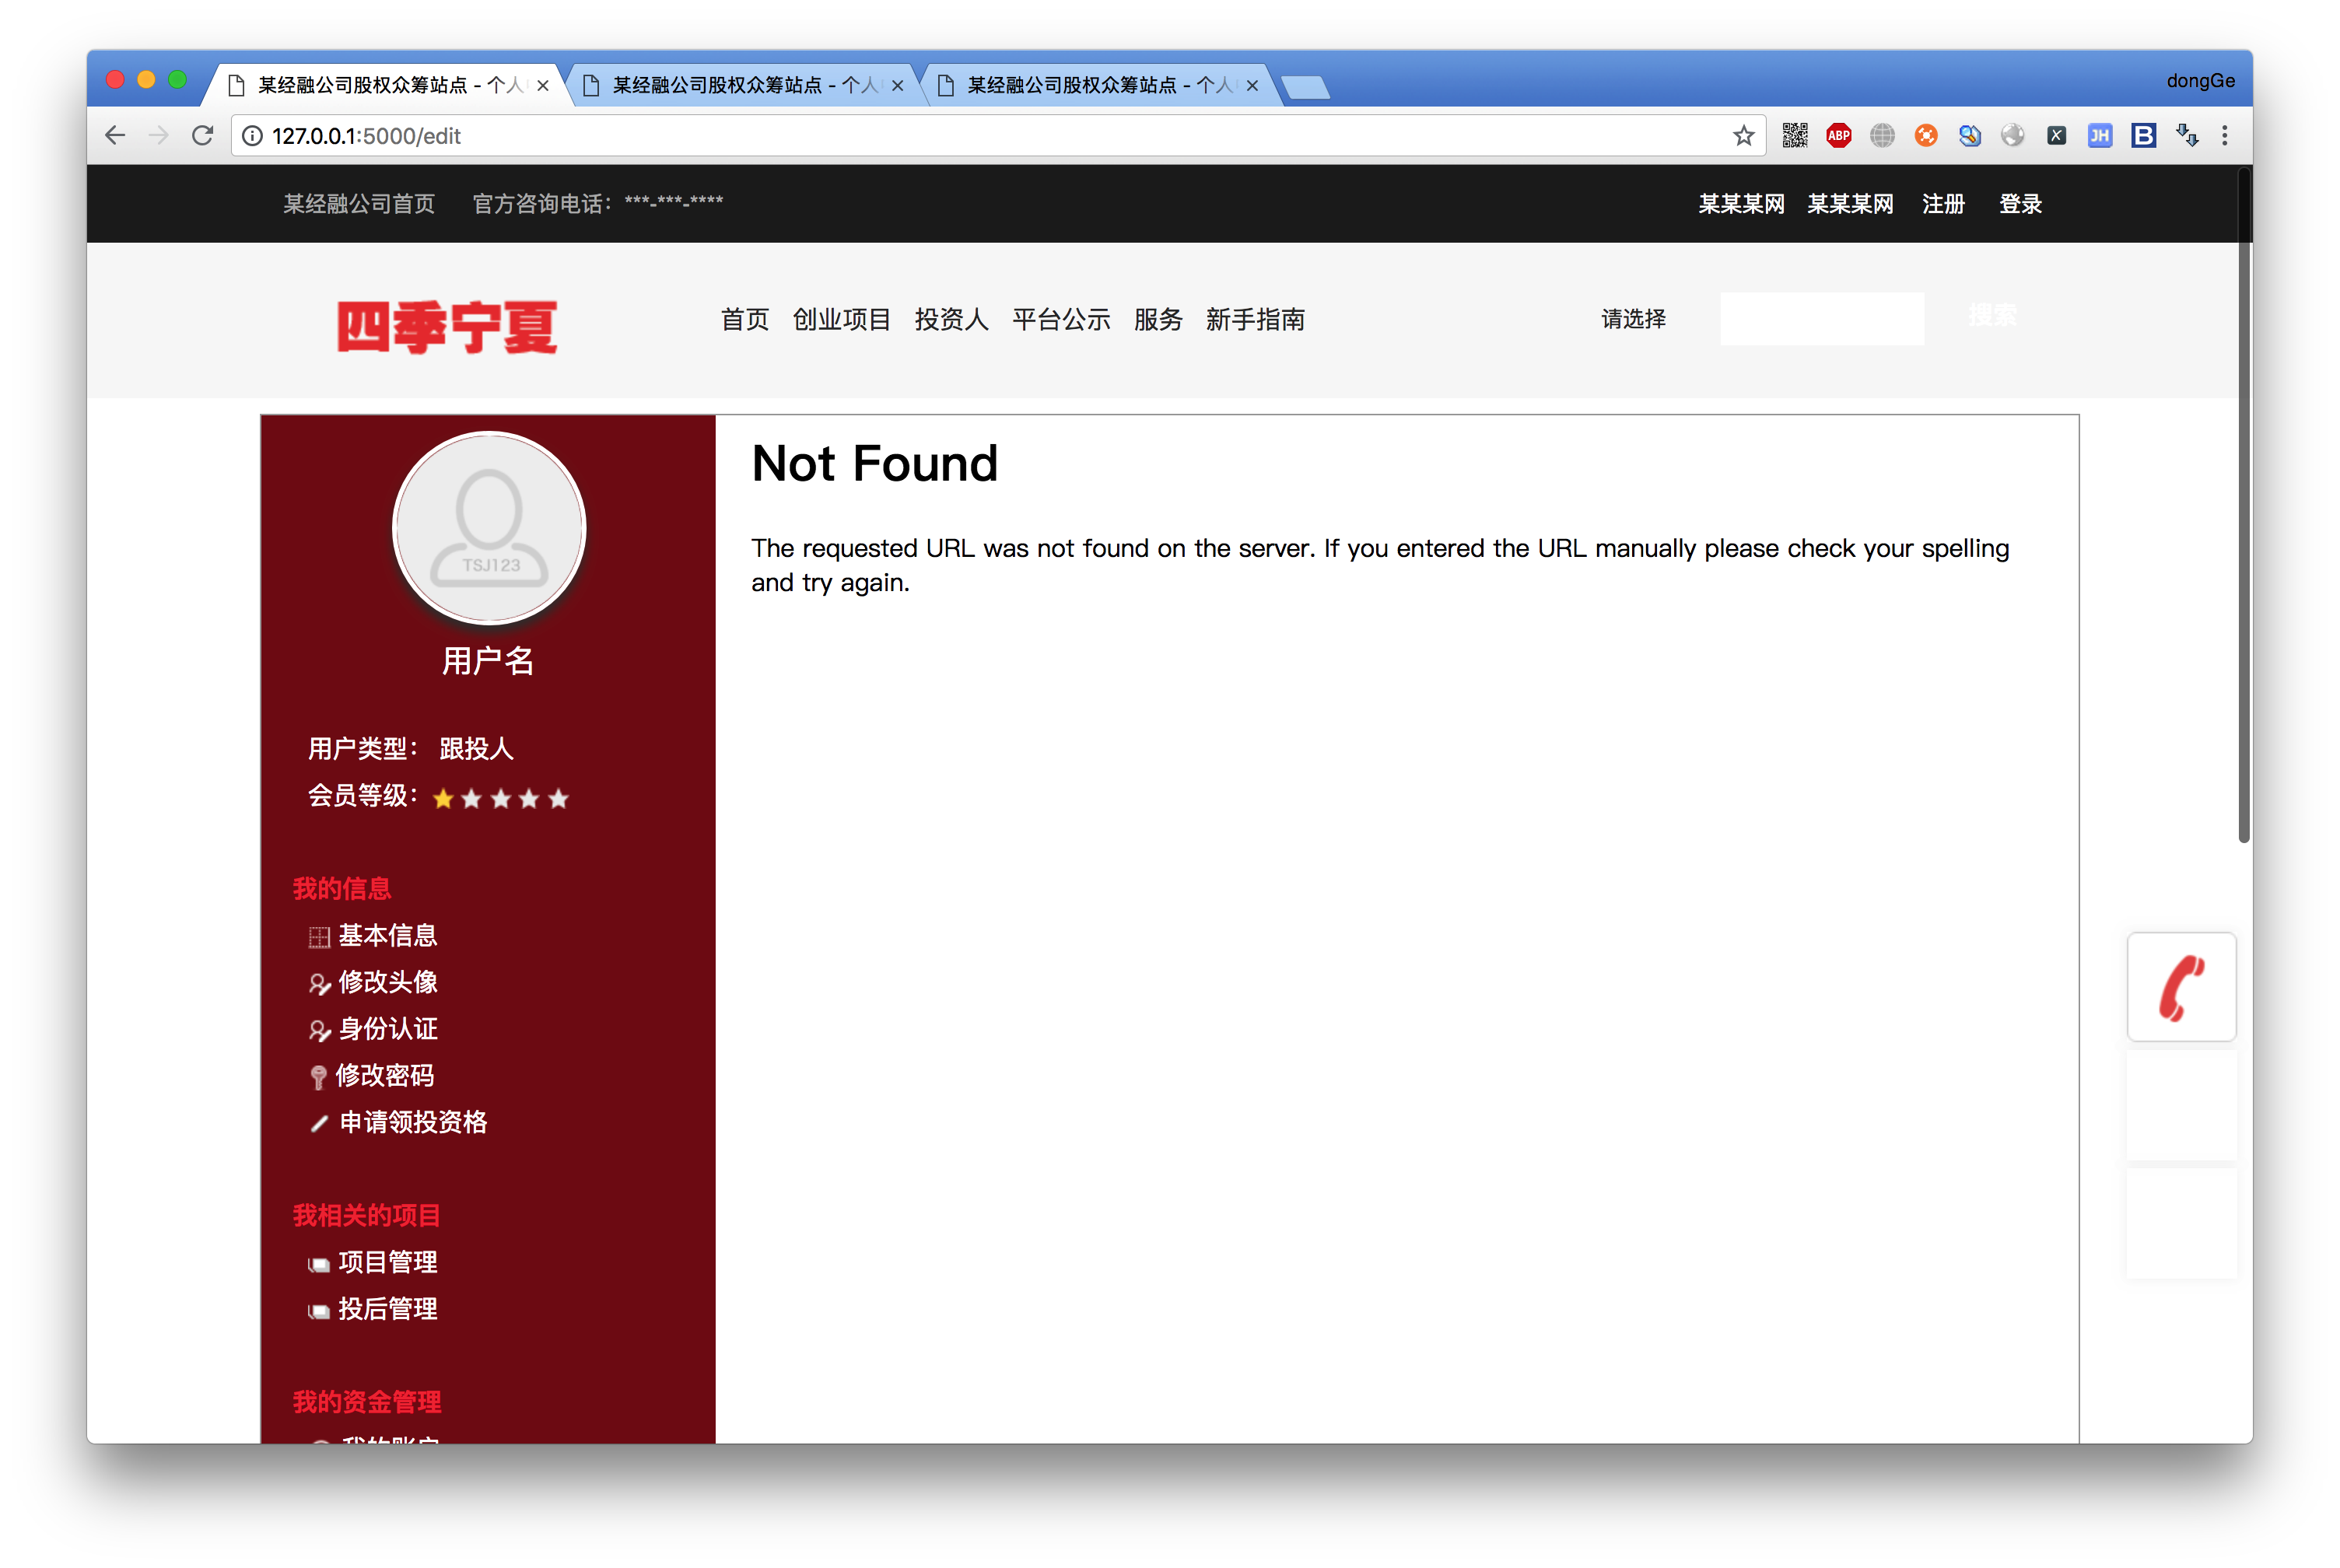 某经融公司股权众筹站点 - 个人
某经融公司股权众筹站点 - 个人
某经融公司股权众筹站点 - 个人
dongGe
127.0.0.1:5000/edit
ABP
X
JH
B
某经融公司首页 官方咨询电话：***-***-****
某某某网 某某某网 注册 登录
四季宁夏
首页 创业项目 投资人 平台公示 服务 新手指南
请选择
搜索
TSJ123
用户名
用户类型： 跟投人
会员等级：
我的信息
基本信息
修改头像
身份认证
修改密码
申请领投资格
我相关的项目
项目管理
投后管理
我的资金管理
Not Found
The requested URL was not found on the server. If you entered the URL manually please check your spelling
and try again.